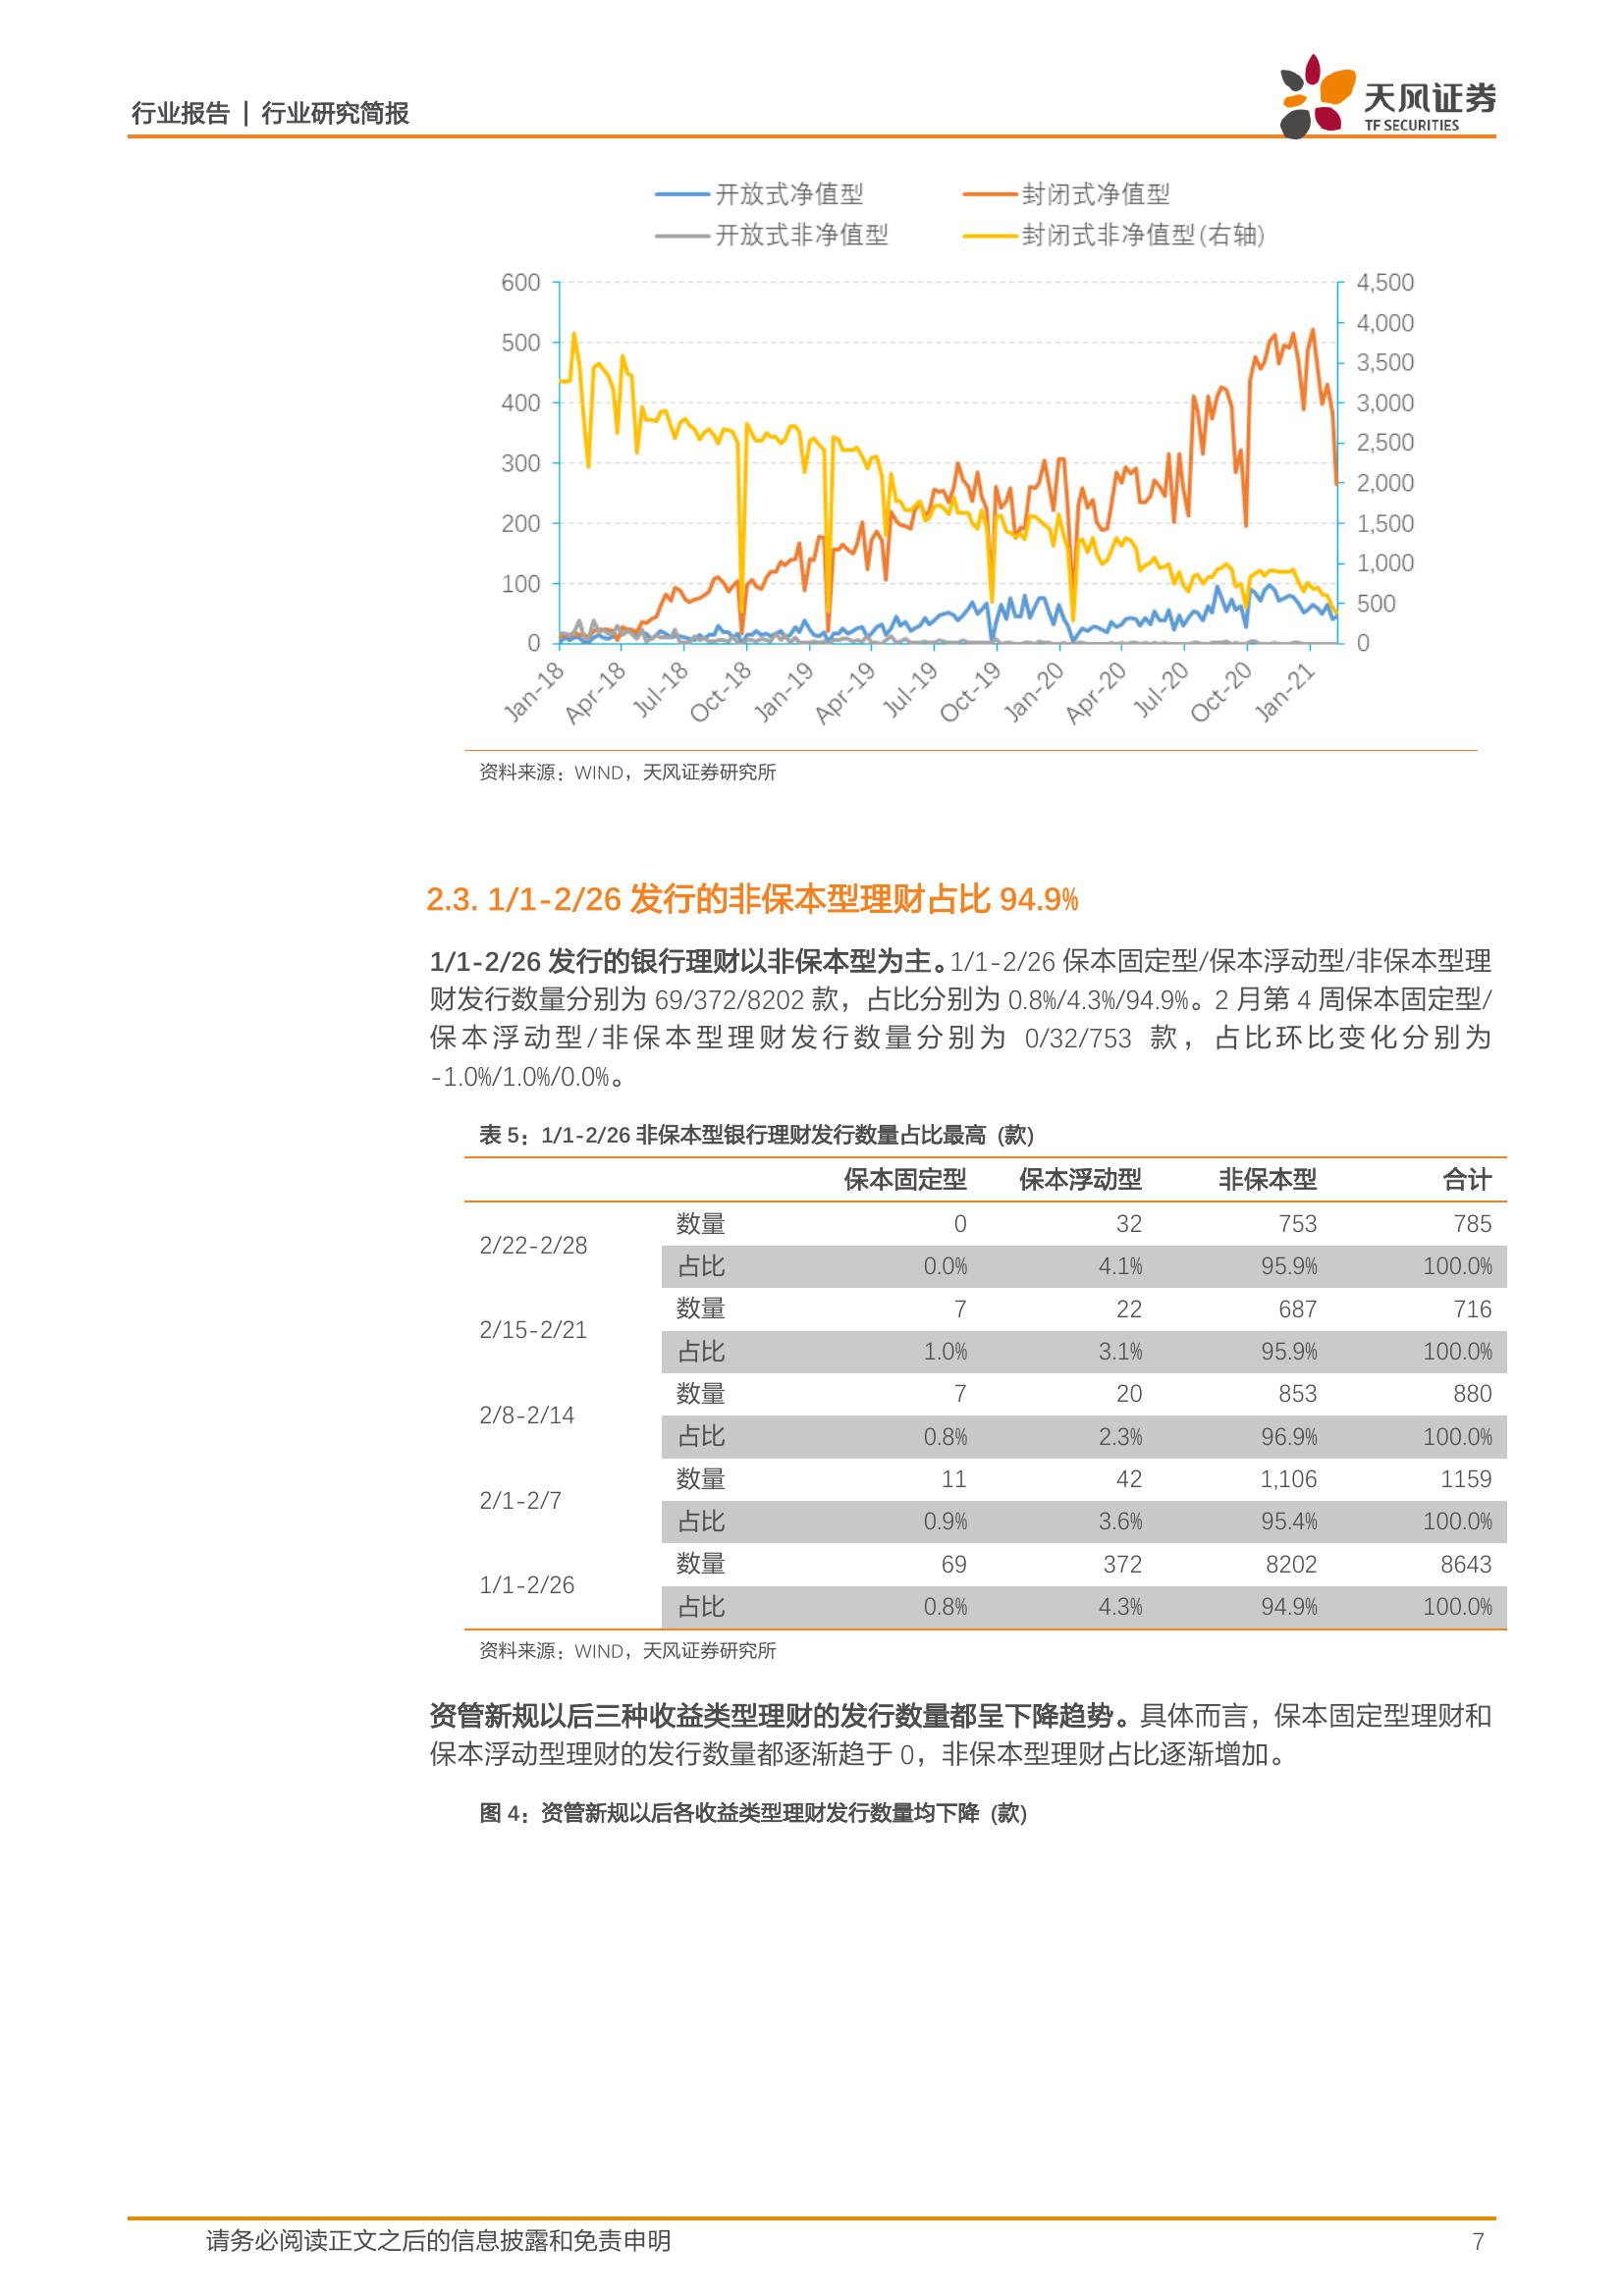 行业报告 | 行业研究简报
天风证券
TF SECURITIES
开放式净值型 封闭式净值型
开放式非净值型 封闭式非净值型(右轴)
600 4,500
4,000
500
3,500
400 3,000
2,500
300
2,000
200 1,500
1,000
100
500
0 0
Jan-18 Apr-18 Jul-18 Oct-18 Jan-19 Apr-19 Jul-19 Oct-19 Jan-20 Apr-20 Jul-20 Oct-20 Jan-21
资料来源：WIND，天风证券研究所
2.3. 1/1-2/26 发行的非保本型理财占比 94.9%
1/1-2/26 发行的银行理财以非保本型为主。1/1-2/26 保本固定型/保本浮动型/非保本型理
财发行数量分别为 69/372/8202 款，占比分别为 0.8%/4.3%/94.9%。2 月第 4 周保本固定型/
保本浮动型/非保本型理财发行数量分别为 0/32/753 款，占比环比变化分别为
-1.0%/1.0%/0.0%。
表 5：1/1-2/26 非保本型银行理财发行数量占比最高 (款)
保本固定型 保本浮动型 非保本型 合计
2/22-2/28 数量 0 32 753 785
占比 0.0% 4.1% 95.9% 100.0%
2/15-2/21 数量 7 22 687 716
占比 1.0% 3.1% 95.9% 100.0%
2/8-2/14 数量 7 20 853 880
占比 0.8% 2.3% 96.9% 100.0%
2/1-2/7 数量 11 42 1,106 1159
占比 0.9% 3.6% 95.4% 100.0%
1/1-2/26 数量 69 372 8202 8643
占比 0.8% 4.3% 94.9% 100.0%
资料来源：WIND，天风证券研究所
资管新规以后三种收益类型理财的发行数量都呈下降趋势。具体而言，保本固定型理财和
保本浮动型理财的发行数量都逐渐趋于 0，非保本型理财占比逐渐增加。
图 4：资管新规以后各收益类型理财发行数量均下降 (款)
请务必阅读正文之后的信息披露和免责申明 7